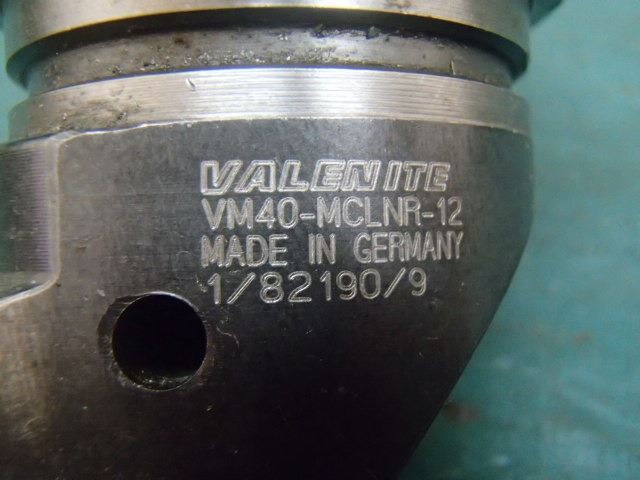 VALENITE
VM40-MCLNR-12
MADE IN GERMANY
1/82190/9